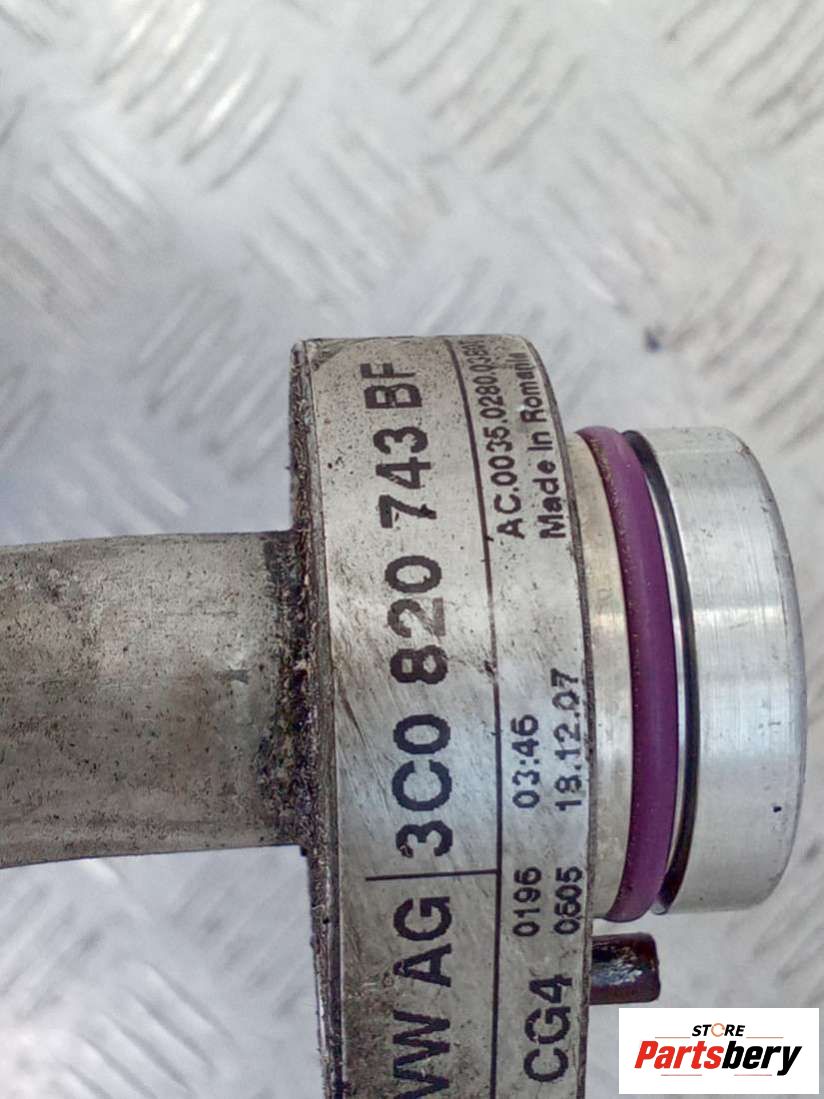 VW AG 3C0 820 743 BF
CG4 0196 03:46 AC.0035.0280.03
0605 18.12.07 Made In Romania
STORE
Partsbery